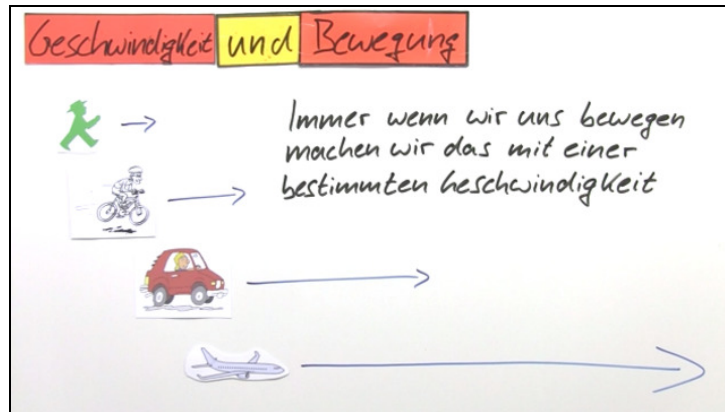 Geschwindigkeit und Bewegung
Immer wenn wir uns bewegen
machen wir das mit einer
bestimmten Geschwindigkeit